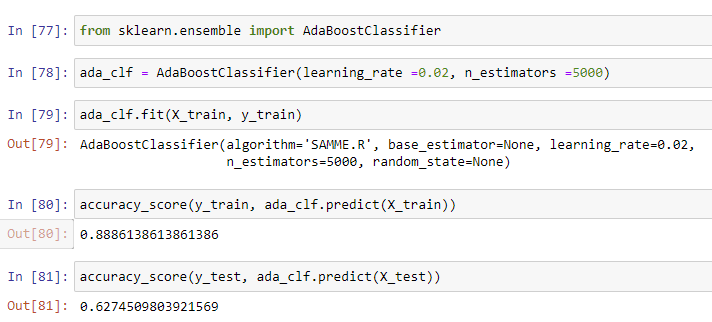 In [77]: from sklearn.ensemble import AdaBoostClassifier
In [78]: ada_clf = AdaBoostClassifier(learning_rate =0.02, n_estimators =5000)
In [79]: ada_clf.fit(X_train, y_train)
Out[79]: AdaBoostClassifier(algorithm='SAMME.R', base_estimator=None, learning_rate=0.02,
n_estimators=5000, random_state=None)
In [80]: accuracy_score(y_train, ada_clf.predict(X_train))
Out[80]: 0.8886138613861386
In [81]: accuracy_score(y_test, ada_clf.predict(X_test))
Out[81]: 0.6274509803921569